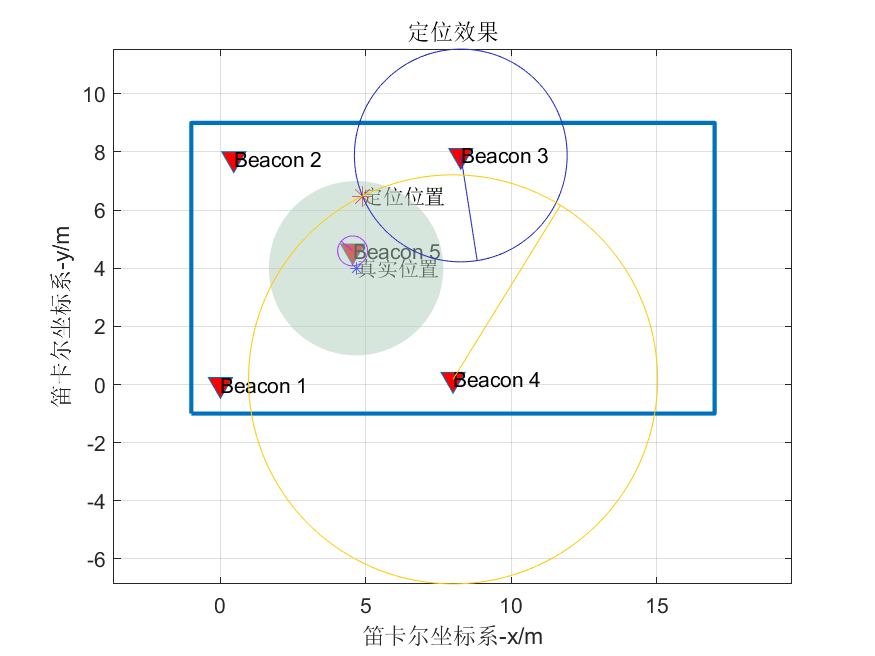 定位效果
10
8
6
4
2
0
-2
-4
-6
笛卡尔坐标系-y/m
Beacon 2
Beacon 3
定位位置
Beacon 5
真实位置
Beacon 1
Beacon 4
0
5
10
15
笛卡尔坐标系-x/m